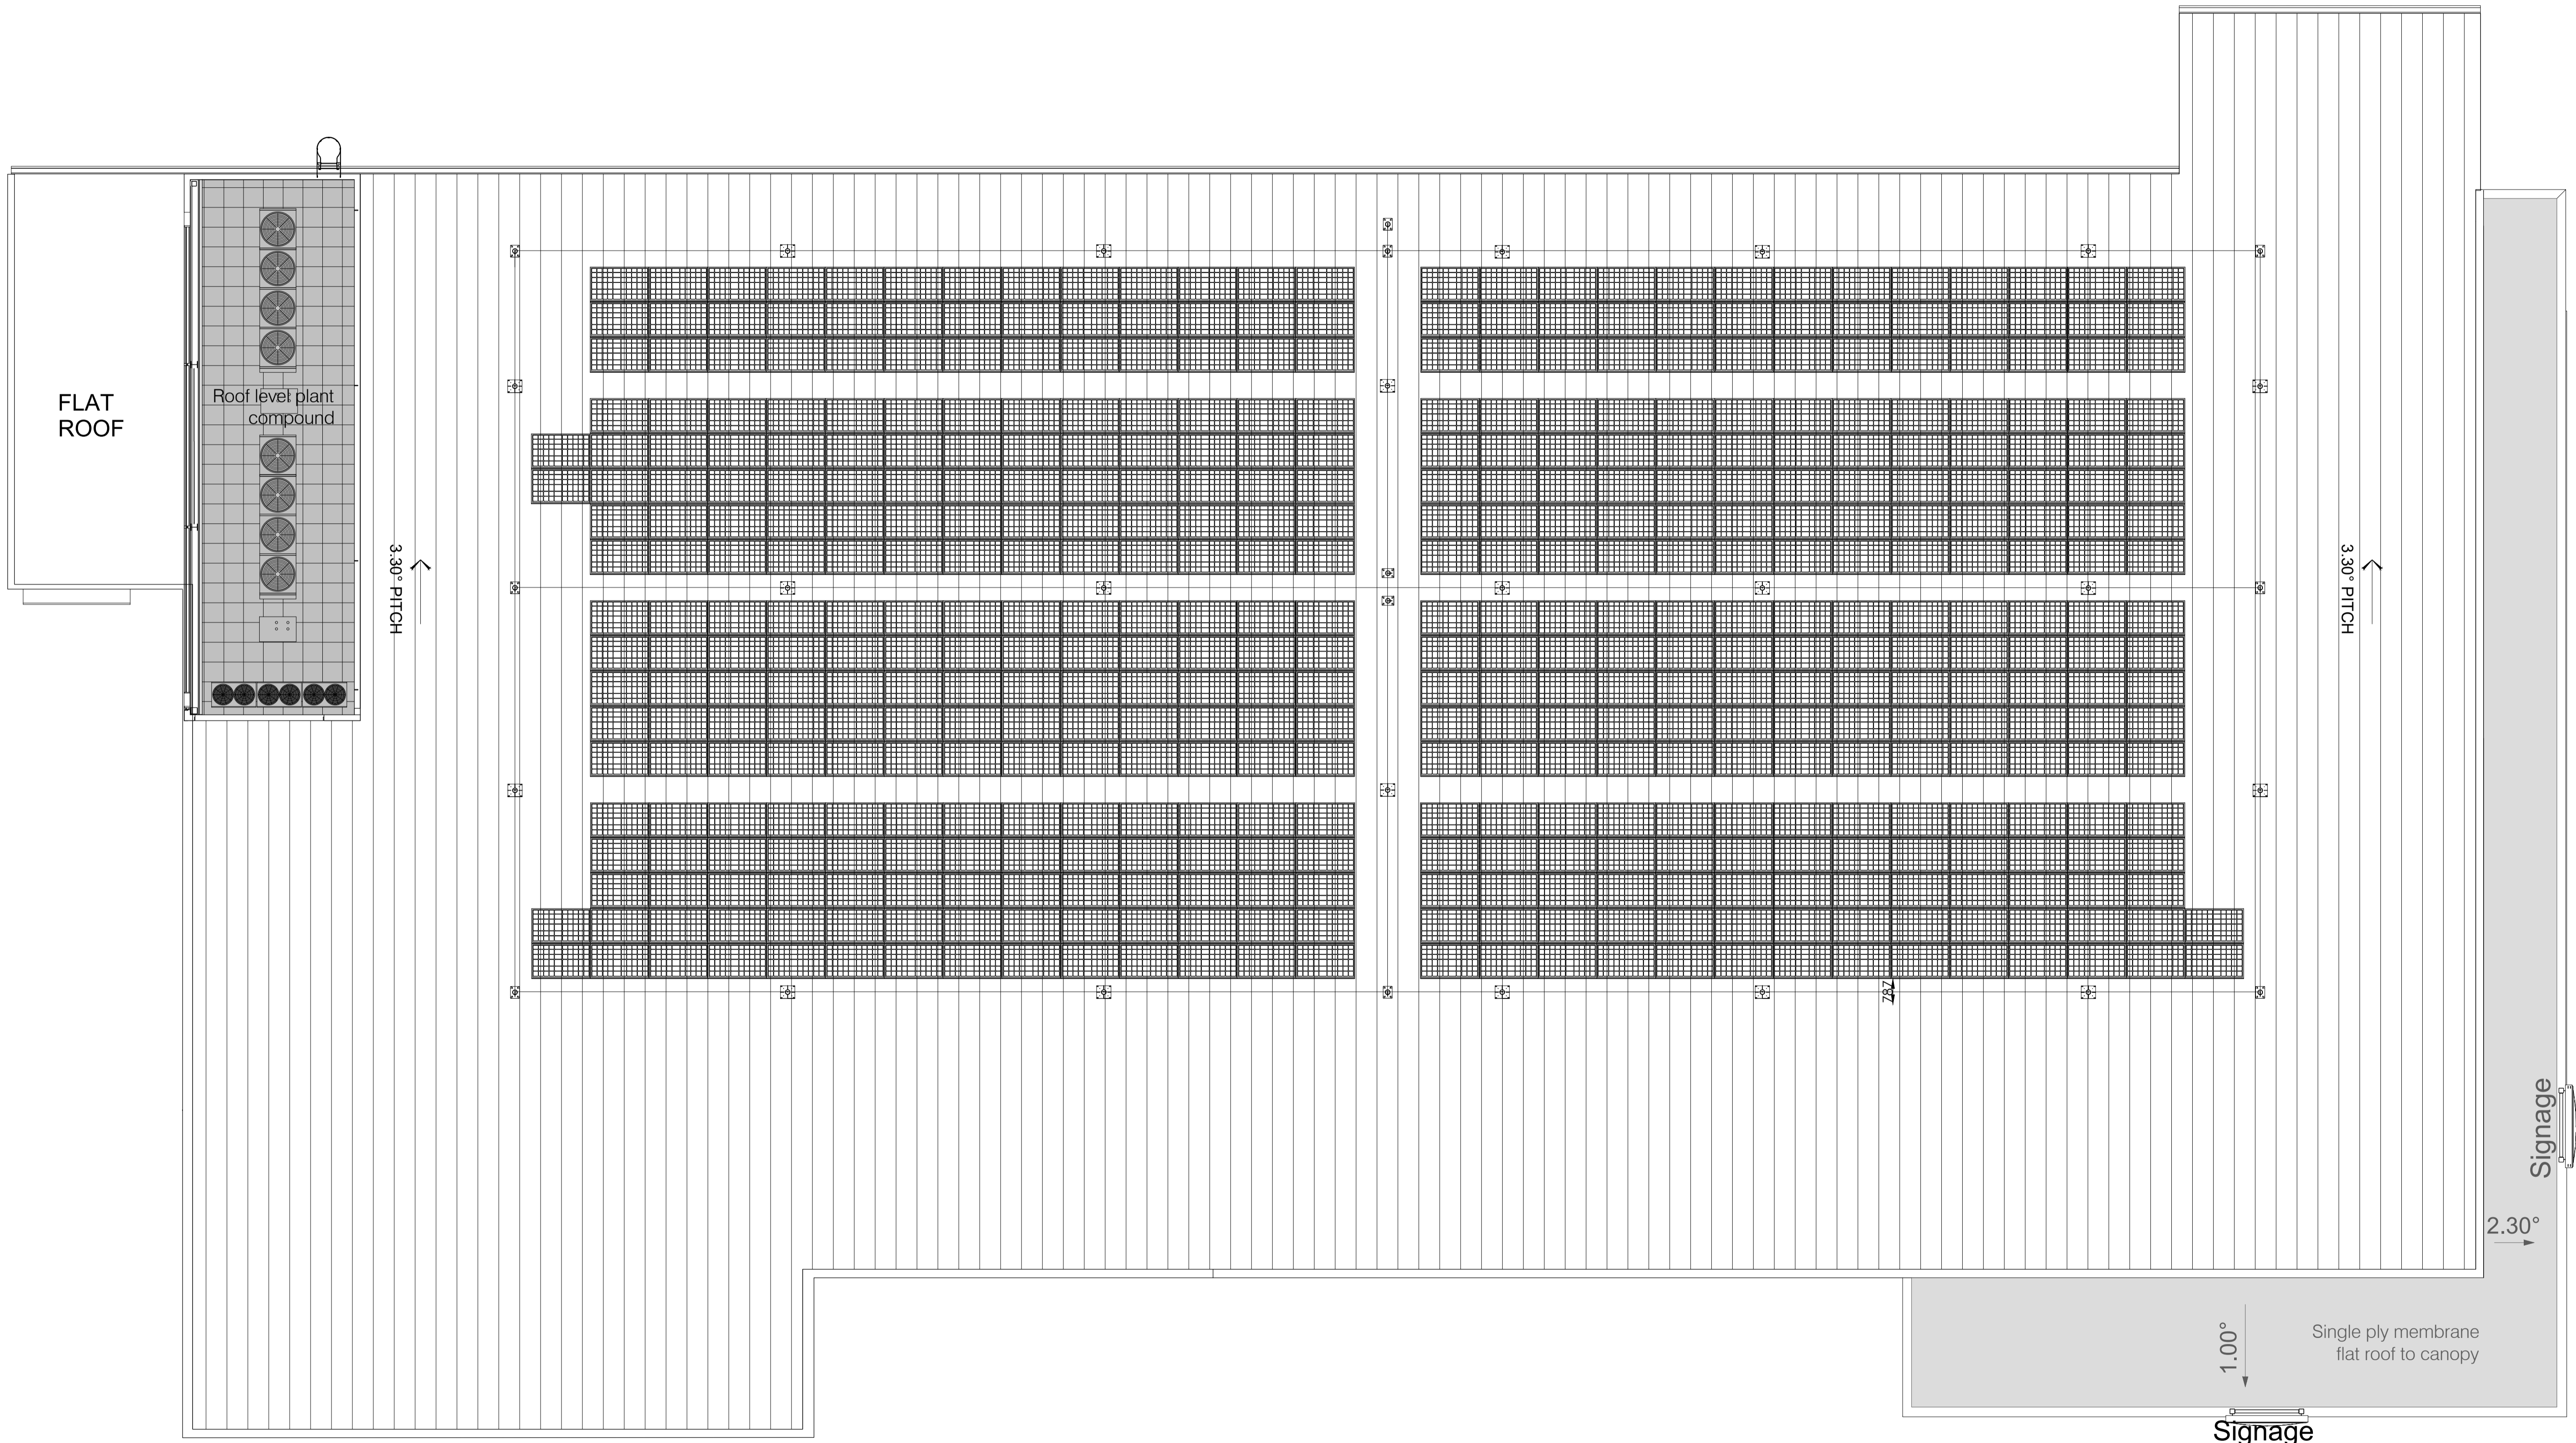 FLAT
ROOF
Roof level plant
compound
3.30° PITCH
3.30° PITCH
787
Signage
2.30°
1.00°
Single ply membrane
flat roof to canopy
Signage